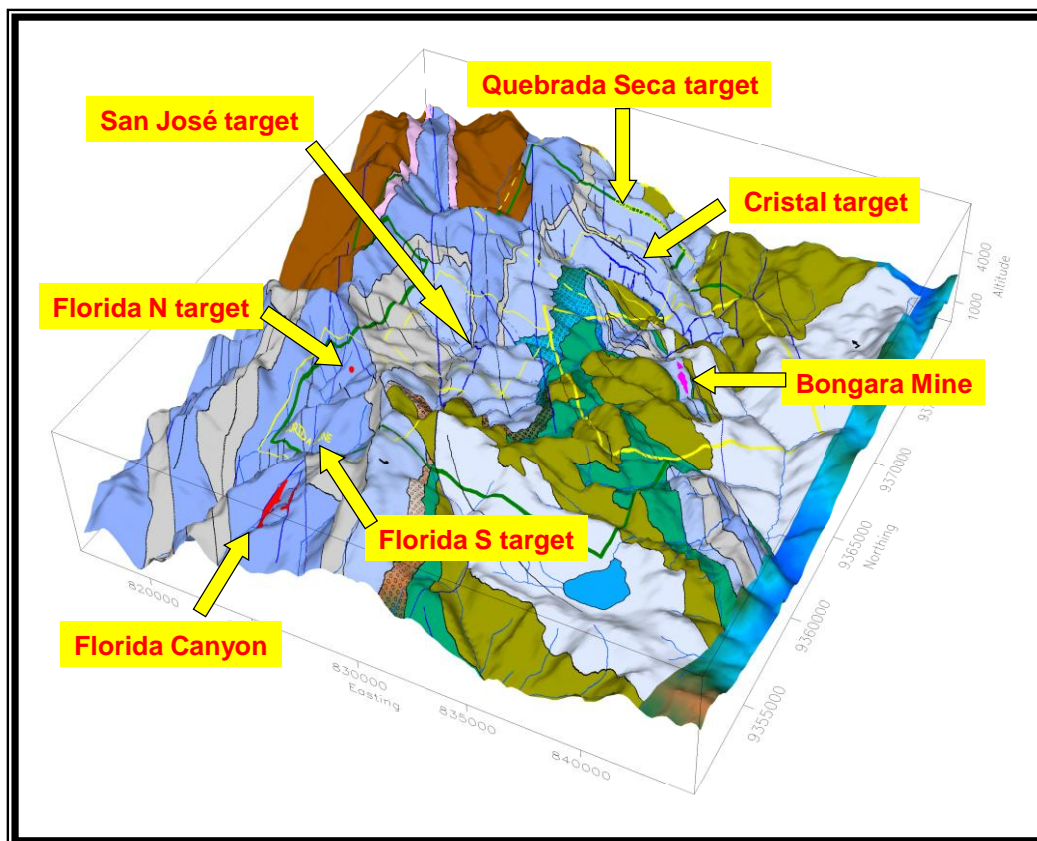 Quebrada Seca target
San José target
Cristal target
4000
Altitude
1000
Florida N target
Bongara Mine
9370000
Florida S target
9365000
Northing
820000
Florida Canyon
9360000
830000
Easting
835000
9355000
840000